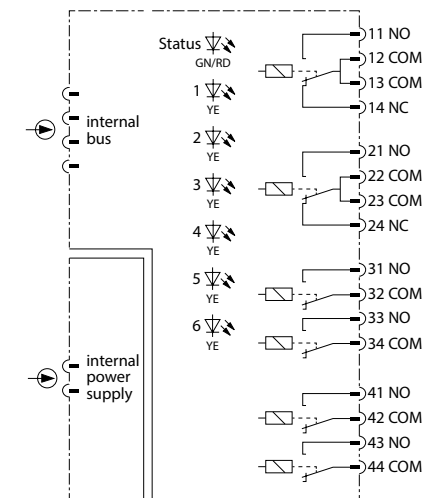 Status
GN/RD
1
YE
2
YE
3
YE
4
YE
5
YE
6
YE
internal
bus
internal
power
supply
11 NO
12 COM
13 COM
14 NC
21 NO
22 COM
23 COM
24 NC
31 NO
32 COM
33 NO
34 COM
41 NO
42 COM
43 NO
44 COM